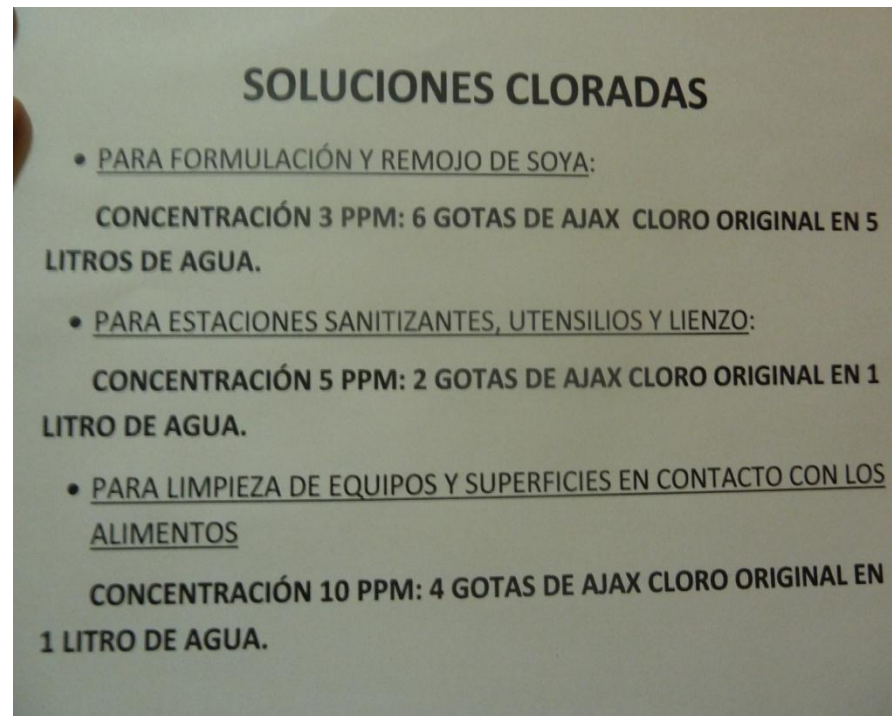 SOLUCIONES CLORADAS
• PARA FORMULACIÓN Y REMOJO DE SOYA:
CONCENTRACIÓN 3 PPM: 6 GOTAS DE AJAX CLORO ORIGINAL EN 5
LITROS DE AGUA.
• PARA ESTACIONES SANITIZANTES, UTENSILIOS Y LIENZO:
CONCENTRACIÓN 5 PPM: 2 GOTAS DE AJAX CLORO ORIGINAL EN 1
LITRO DE AGUA.
• PARA LIMPIEZA DE EQUIPOS Y SUPERFICIES EN CONTACTO CON LOS
ALIMENTOS
CONCENTRACIÓN 10 PPM: 4 GOTAS DE AJAX CLORO ORIGINAL EN
1 LITRO DE AGUA.